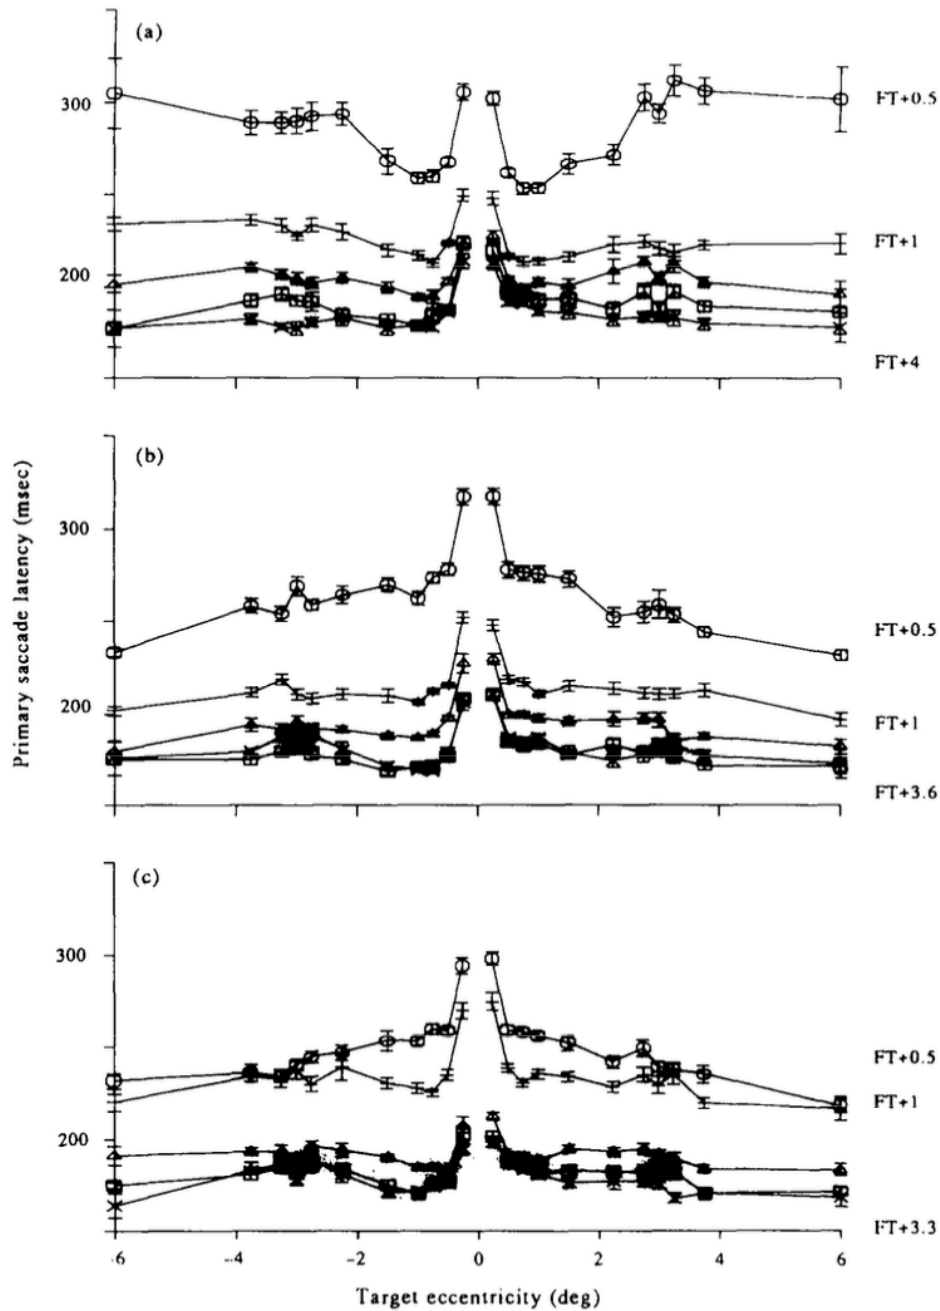 (a)
300
FT+0.5
FT+1
200
FT+4
(b)
300
FT+0.5
200
FT+1
FT+3.6
Primary saccade latency (msec)
(c)
300
FT+0.5
FT+1
200
FT+3.3
-6 -4 -2 0 2 4 6
Target eccentricity (deg)